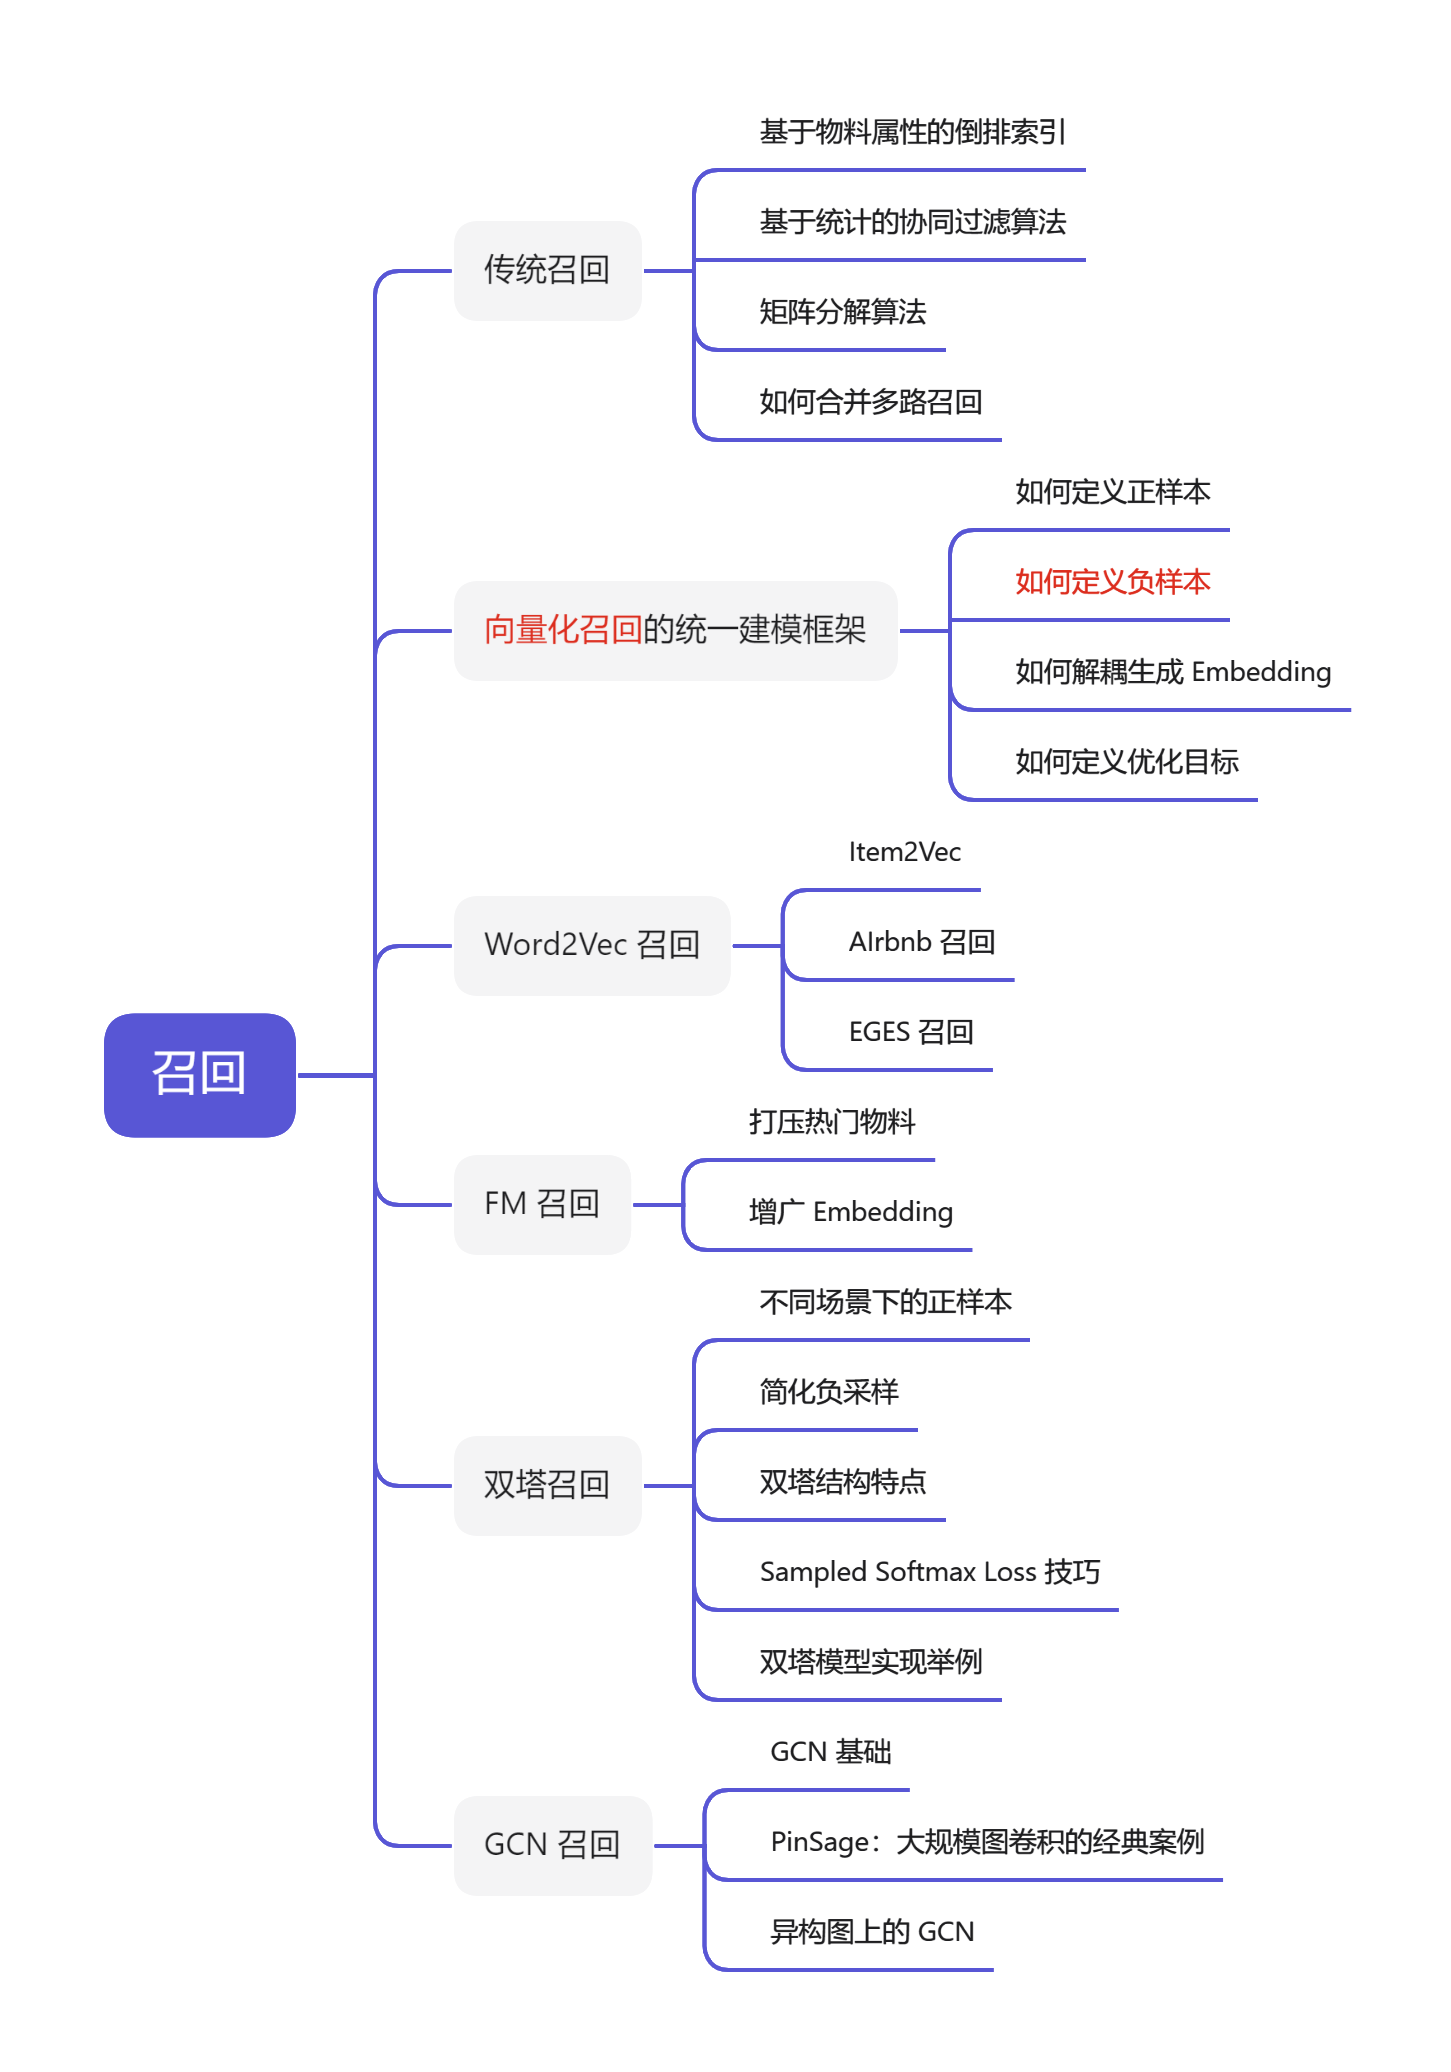 召回
传统召回
基于物料属性的倒排索引
基于统计的协同过滤算法
矩阵分解算法
如何合并多路召回
向量化召回的统一建模框架
如何定义正样本
如何定义负样本
如何解耦生成 Embedding
如何定义优化目标
Word2Vec 召回
Item2Vec
AIrbnb 召回
EGES 召回
FM 召回
打压热门物料
增广 Embedding
双塔召回
不同场景下的正样本
简化负采样
双塔结构特点
Sampled Softmax Loss 技巧
双塔模型实现举例
GCN 召回
GCN 基础
PinSage：大规模图卷积的经典案例
异构图上的 GCN